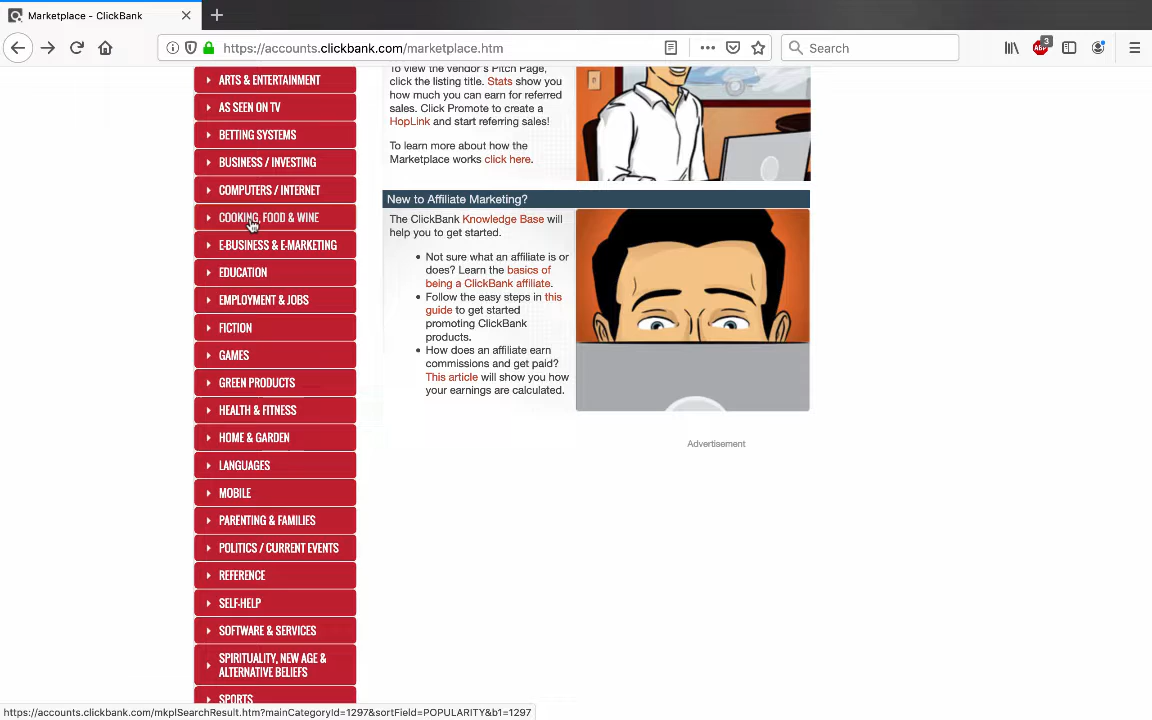 Marketplace - ClickBank
https://accounts.clickbank.com/marketplace.htm
Search
ABP
3
ARTS & ENTERTAINMENT
AS SEEN ON TV
BETTING SYSTEMS
BUSINESS / INVESTING
COMPUTERS / INTERNET
COOKING, FOOD & WINE
E-BUSINESS & E-MARKETING
EDUCATION
EMPLOYMENT & JOBS
FICTION
GAMES
GREEN PRODUCTS
HEALTH & FITNESS
HOME & GARDEN
LANGUAGES
MOBILE
PARENTING & FAMILIES
POLITICS / CURRENT EVENTS
REFERENCE
SELF-HELP
SOFTWARE & SERVICES
SPIRITUALITY, NEW AGE &
ALTERNATIVE BELIEFS
SPORTS
To view the vendor's Pitch Page,
click the listing title. Stats show you
how much you can earn for referred
sales. Click Promote to create a
HopLink and start referring sales!
To learn more about how the
Marketplace works click here.
New to Affiliate Marketing?
The ClickBank Knowledge Base will
help you to get started.
Not sure what an affiliate is or
does? Learn the basics of
being a ClickBank affiliate.
Follow the easy steps in this
guide to get started
promoting ClickBank
products.
How does an affiliate earn
commissions and get paid?
This article will show you how
your earnings are calculated.
Advertisement
https://accounts.clickbank.com/mkplSearchResult.htm?mainCategoryId=1297&sortField=POPULARITY&b1=1297